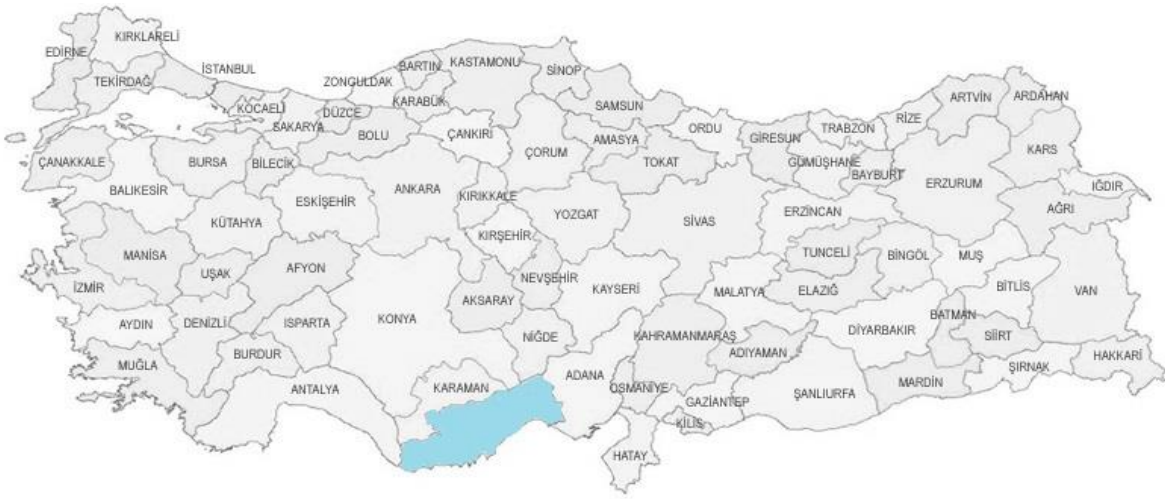 EDİRNE
KIRKLARELİ
TEKİRDAĞ
İSTANBUL
KOCAELİ
SAKARYA
DÜZCE
ZONGULDAK
BARTIN
KARABÜK
KASTAMONU
SİNOP
SAMSUN
ORDU
GİRESUN
TRABZON
RİZE
ARTVİN
ARDAHAN
ÇANAKKALE
BURSA
BİLECİK
BOLU
ÇANKIRI
ÇORUM
AMASYA
TOKAT
GÜMÜŞHANE
BAYBURT
ERZURUM
KARS
IĞDIR
AĞRI
BALIKESİR
KÜTAHYA
ESKİŞEHİR
ANKARA
KIRIKKALE
KIRŞEHİR
YOZGAT
SİVAS
ERZİNCAN
TUNCELİ
BİNGÖL
MUŞ
BİTLİS
VAN
MANİSA
UŞAK
AFYON
İZMİR
AYDIN
DENİZLİ
ISPARTA
BURDUR
MUĞLA
ANTALYA
KONYA
AKSARAY
NEVŞEHİR
NİĞDE
KAYSERİ
MALATYA
ELAZIĞ
DİYARBAKIR
BATMAN
SİİRT
ŞIRNAK
HAKKARİ
KARAMAN
ADANA
KAHRAMANMARAŞ
OSMANİYE
ADIYAMAN
GAZİANTEP
KİLİS
HATAY
ŞANLIURFA
MARDİN